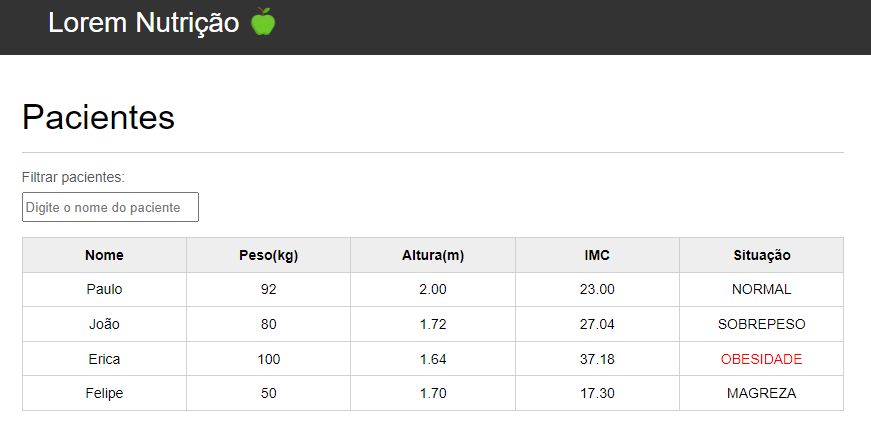 Lorem Nutrição 🍏
Pacientes
Filtrar pacientes:
Digite o nome do paciente
Nome Peso(kg) Altura(m) IMC Situação
Paulo 92 2.00 23.00 NORMAL
João 80 1.72 27.04 SOBREPESO
Erica 100 1.64 37.18 OBESIDADE
Felipe 50 1.70 17.30 MAGREZA